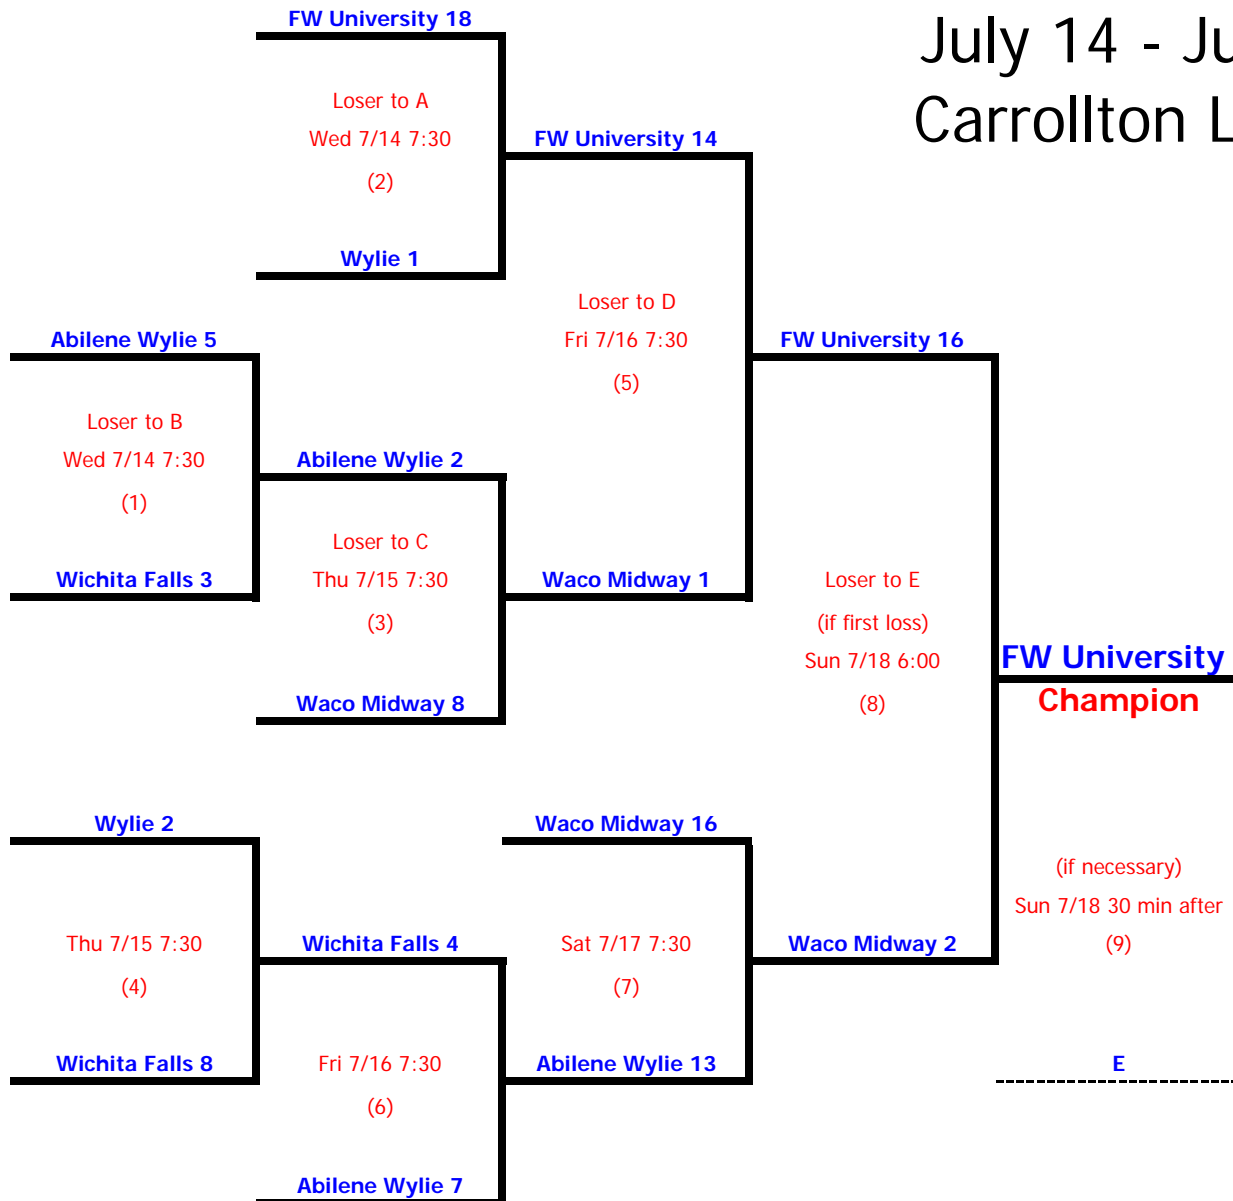 FW University 18
July 14 - Ju
Carrollton L
Loser to A
Wed 7/14 7:30
(2)
FW University 14
Wylie 1
Loser to D
Fri 7/16 7:30
(5)
Abilene Wylie 5
FW University 16
Loser to B
Wed 7/14 7:30
(1)
Abilene Wylie 2
Wichita Falls 3
Loser to C
Thu 7/15 7:30
(3)
Waco Midway 1
Loser to E
(if first loss)
Sun 7/18 6:00
(8)
FW University
Champion
Waco Midway 8
Wylie 2
Waco Midway 16
(if necessary)
Sun 7/18 30 min after
(9)
Thu 7/15 7:30
(4)
Wichita Falls 4
Sat 7/17 7:30
(7)
Waco Midway 2
Wichita Falls 8
Fri 7/16 7:30
(6)
Abilene Wylie 13
E
Abilene Wylie 7